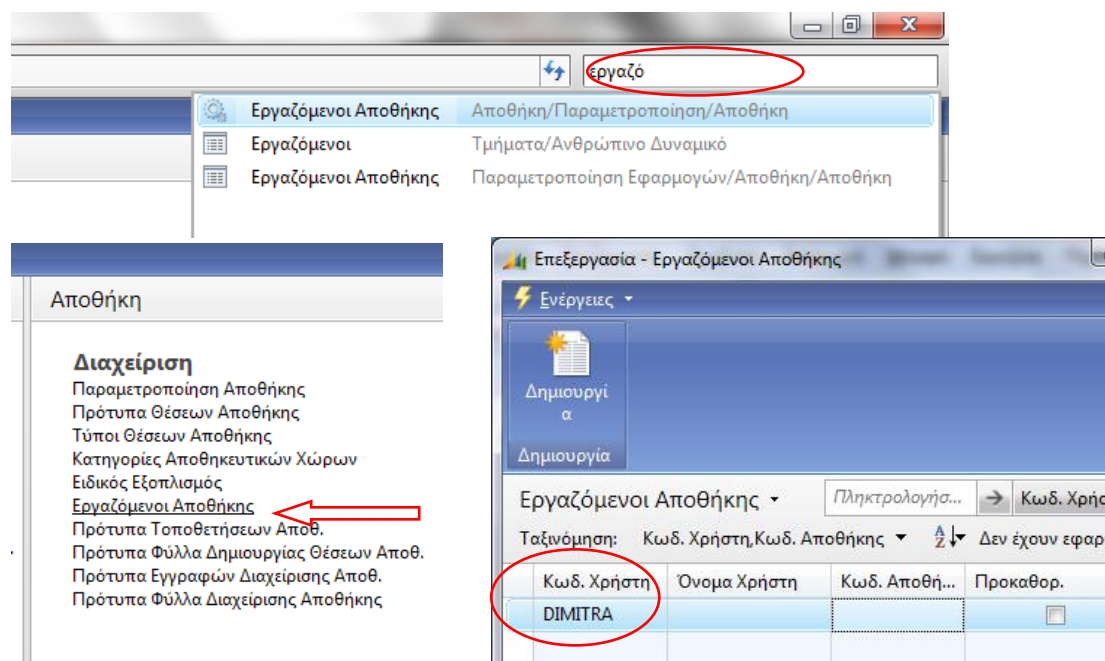 εργαζό
Εργαζόμενοι Αποθήκης Αποθήκη/Παραμετροποίηση/Αποθήκη
Εργαζόμενοι Τμήματα/Ανθρώπινο Δυναμικό
Εργαζόμενοι Αποθήκης Παραμετροποίηση Εφαρμογών/Αποθήκη/Αποθήκη
Αποθήκη
Διαχείριση
Παραμετροποίηση Αποθήκης
Πρότυπα Θέσεων Αποθήκης
Τύποι Θέσεων Αποθήκης
Κατηγορίες Αποθηκευτικών Χώρων
Ειδικός Εξοπλισμός
Εργαζόμενοι Αποθήκης
Πρότυπα Τοποθετήσεων Αποθ.
Πρότυπα Φύλλα Δημιουργίας Θέσεων Αποθ.
Πρότυπα Εγγραφών Διαχείρισης Αποθ.
Πρότυπα Φύλλα Διαχείρισης Αποθήκης
Επεξεργασία - Εργαζόμενοι Αποθήκης
Ενέργειες
Δημιουργί
α
Δημιουργία
Εργαζόμενοι Αποθήκης Πληκτρολογήσ... Κωδ. Χρήσ
Ταξινόμηση: Κωδ. Χρήστη,Κωδ. Αποθήκης Δεν έχουν εφαρ
Κωδ. Χρήστη Όνομα Χρήστη Κωδ. Αποθή... Προκαθορ.
DIMITRA